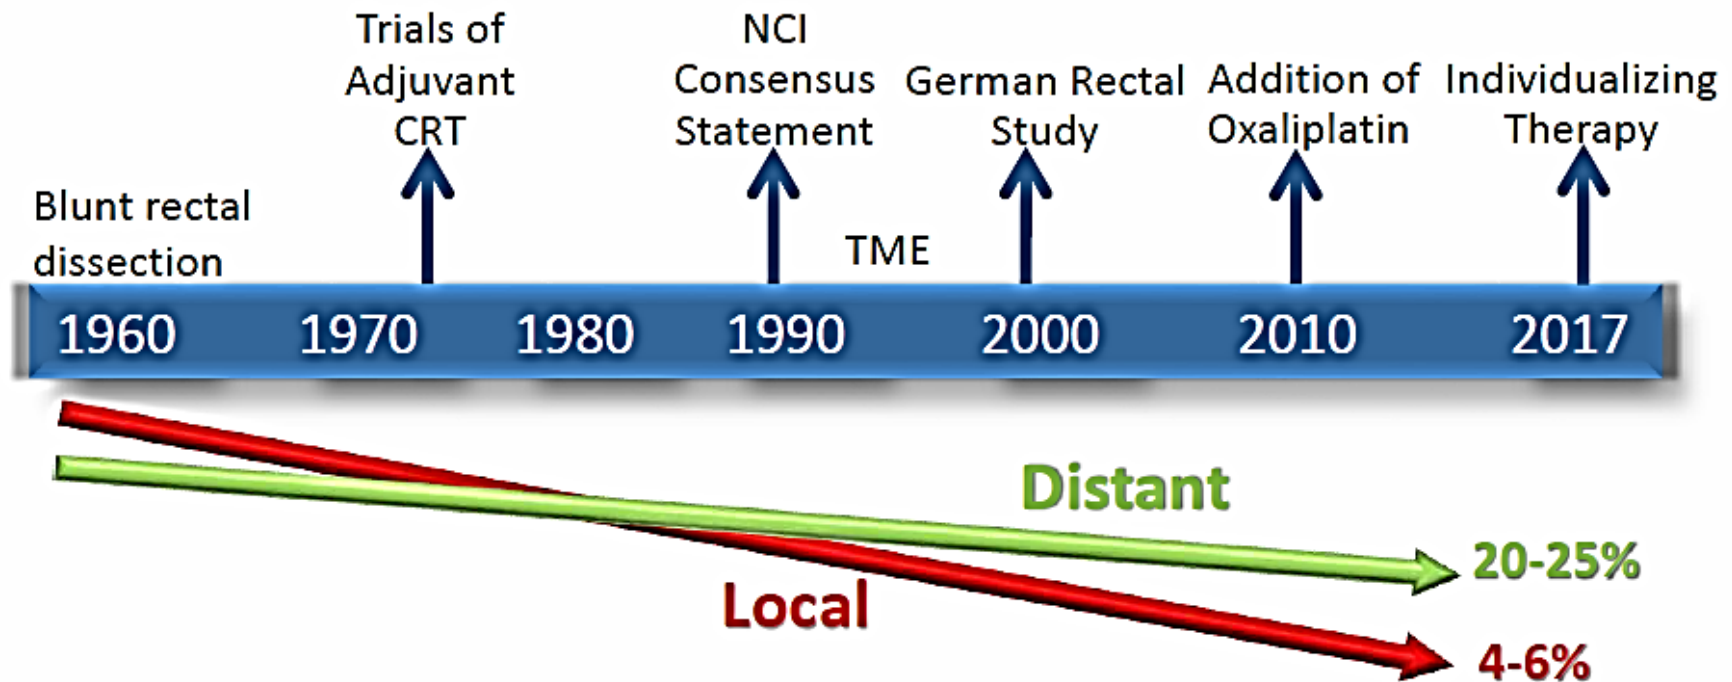 Trials of
Adjuvant
CRT
NCI
Consensus
Statement
German Rectal
Study
Addition of
Oxaliplatin
Individualizing
Therapy
Blunt rectal
dissection
TME
1960
1970
1980
1990
2000
2010
2017
Distant
20-25%
Local
4-6%